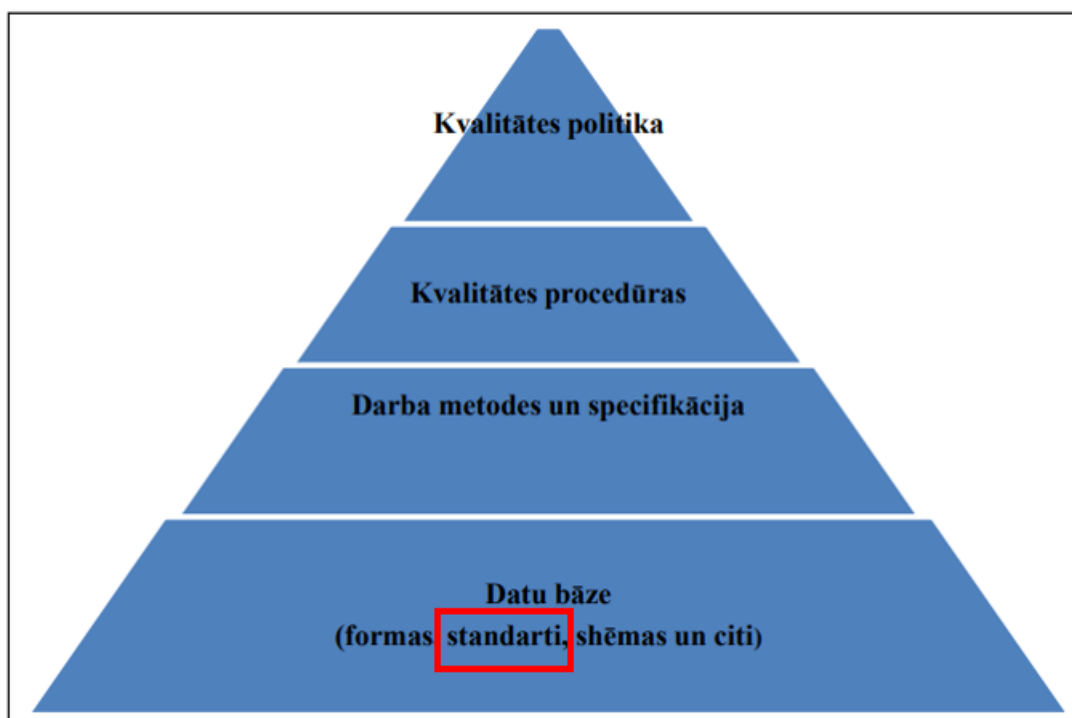 Kvalitātes politika
Kvalitātes procedūras
Darba metodes un specifikācija
Datu bāze
(formas, standarti, shēmas un citi)